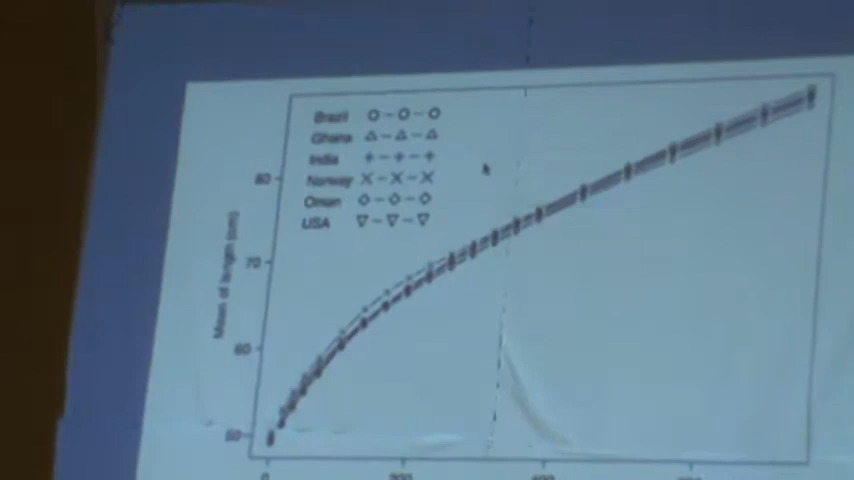 Brazil
Ghana
India
Norway
Oman
USA
80
70
60
50
Mean of length (cm)
0
200
400